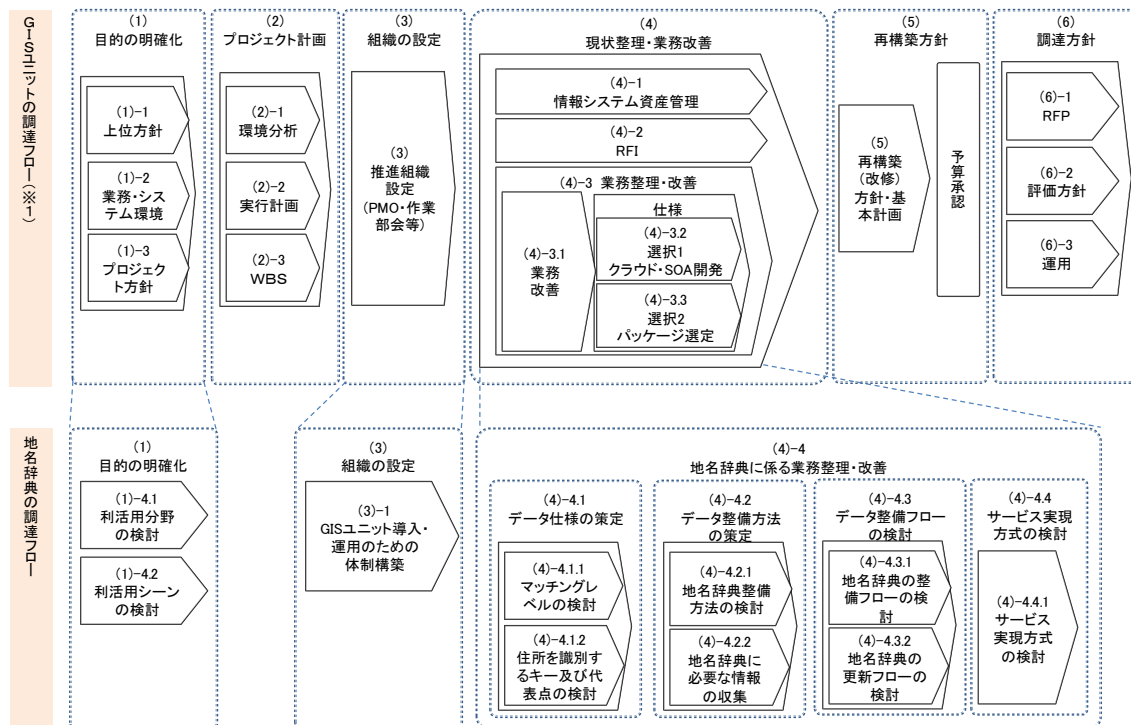 GISユニットの調達フロー(※1)
(1)
目的の明確化
(1)-1
上位方針
(1)-2
業務・シス
テム環境
(1)-3
プロジェク
ト方針
(2)
プロジェクト計画
(2)-1
環境分析
(2)-2
実行計画
(2)-3
WBS
(3)
組織の設定
(3)
推進組織
設定
(PMO・作業
部会等)
(4)
現状整理・業務改善
(4)-1
情報システム資産管理
(4)-2
RFI
(4)-3 業務整理・改善
(4)-3.1
業務
改善
仕様
(4)-3.2
選択1
クラウド・SOA開発
(4)-3.3
選択2
パッケージ選定
(5)
再構築方針
(5)
再構築
(改修)
方針・基
本計画
予算承認
(6)
調達方針
(6)-1
RFP
(6)-2
評価方針
(6)-3
運用
地名辞典の調達フロー
(1)
目的の明確化
(1)-4.1
利活用分野
の検討
(1)-4.2
利活用シーン
の検討
(3)
組織の設定
(3)-1
GISユニット導入・
運用のための
体制構築
(4)-4
地名辞典に係る業務整理・改善
(4)-4.1
データ仕様の策定
(4)-4.1.1
マッチングレ
ベルの検討
(4)-4.1.2
住所を識別す
るキー及び代
表点の検討
(4)-4.2
データ整備方法
の策定
(4)-4.2.1
地名辞典整備
方法の検討
(4)-4.2.2
地名辞典に
必要な情報
の収集
(4)-4.3
データ整備フロー
の検討
(4)-4.3.1
地名辞典の整
備フローの検
討
(4)-4.3.2
地名辞典の
更新フローの
検討
(4)-4.4
サービス実現
方式の検討
(4)-4.4.1
サービス
実現方式
の検討